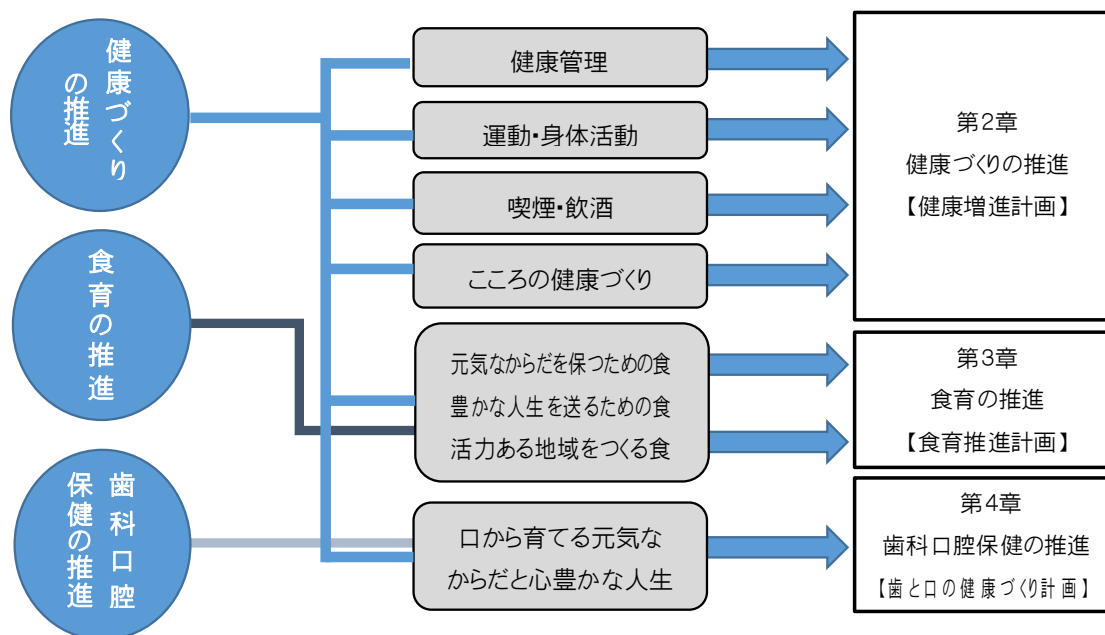 健康づくり
の推進
食育の推進
歯科口腔
保健の推進
健康管理
運動・身体活動
喫煙・飲酒
こころの健康づくり
元気なからだを保つための食
豊かな人生を送るための食
活力ある地域をつくる食
口から育てる元気な
からだと心豊かな人生
第2章
健康づくりの推進
【健康増進計画】
第3章
食育の推進
【食育推進計画】
第4章
歯科口腔保健の推進
【歯と口の健康づくり計画】